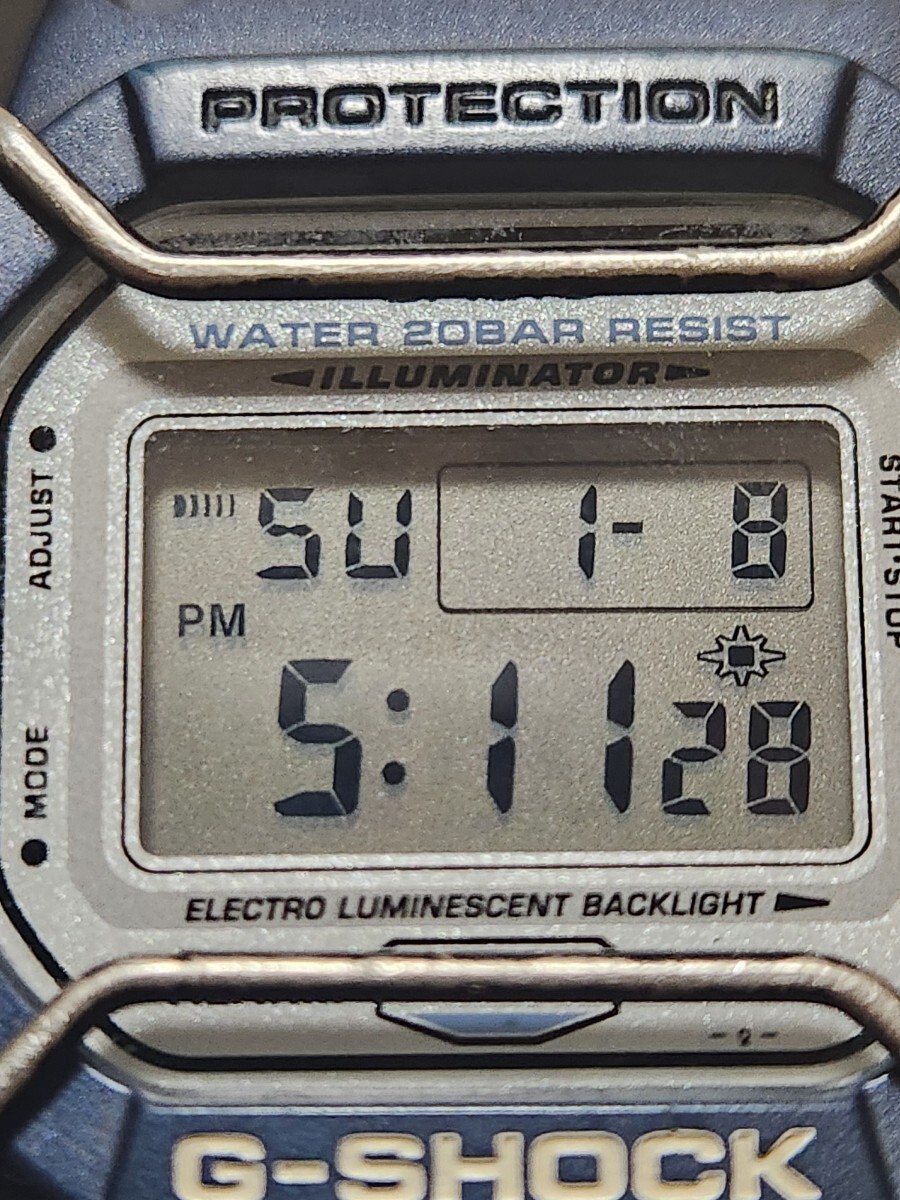 PROTECTION
WATER 20BAR RESIST
ILLUMINATOR
ADJUST
START·STOP
SU 1- 8
PM
5:11 28
MODE
ELECTRO LUMINESCENT BACKLIGHT
- 9 -
G-SHOCK